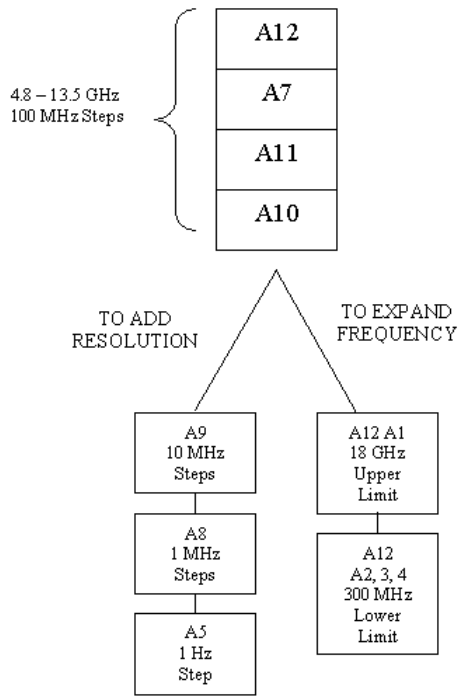 A12
4.8 – 13.5 GHz
100 MHz Steps
A7
A11
A10
TO ADD
RESOLUTION
TO EXPAND
FREQUENCY
A9
10 MHz
Steps
A8
1 MHz
Steps
A5
1 Hz
Step
A12 A1
18 GHz
Upper
Limit
A12
A2, 3, 4
300 MHz
Lower
Limit